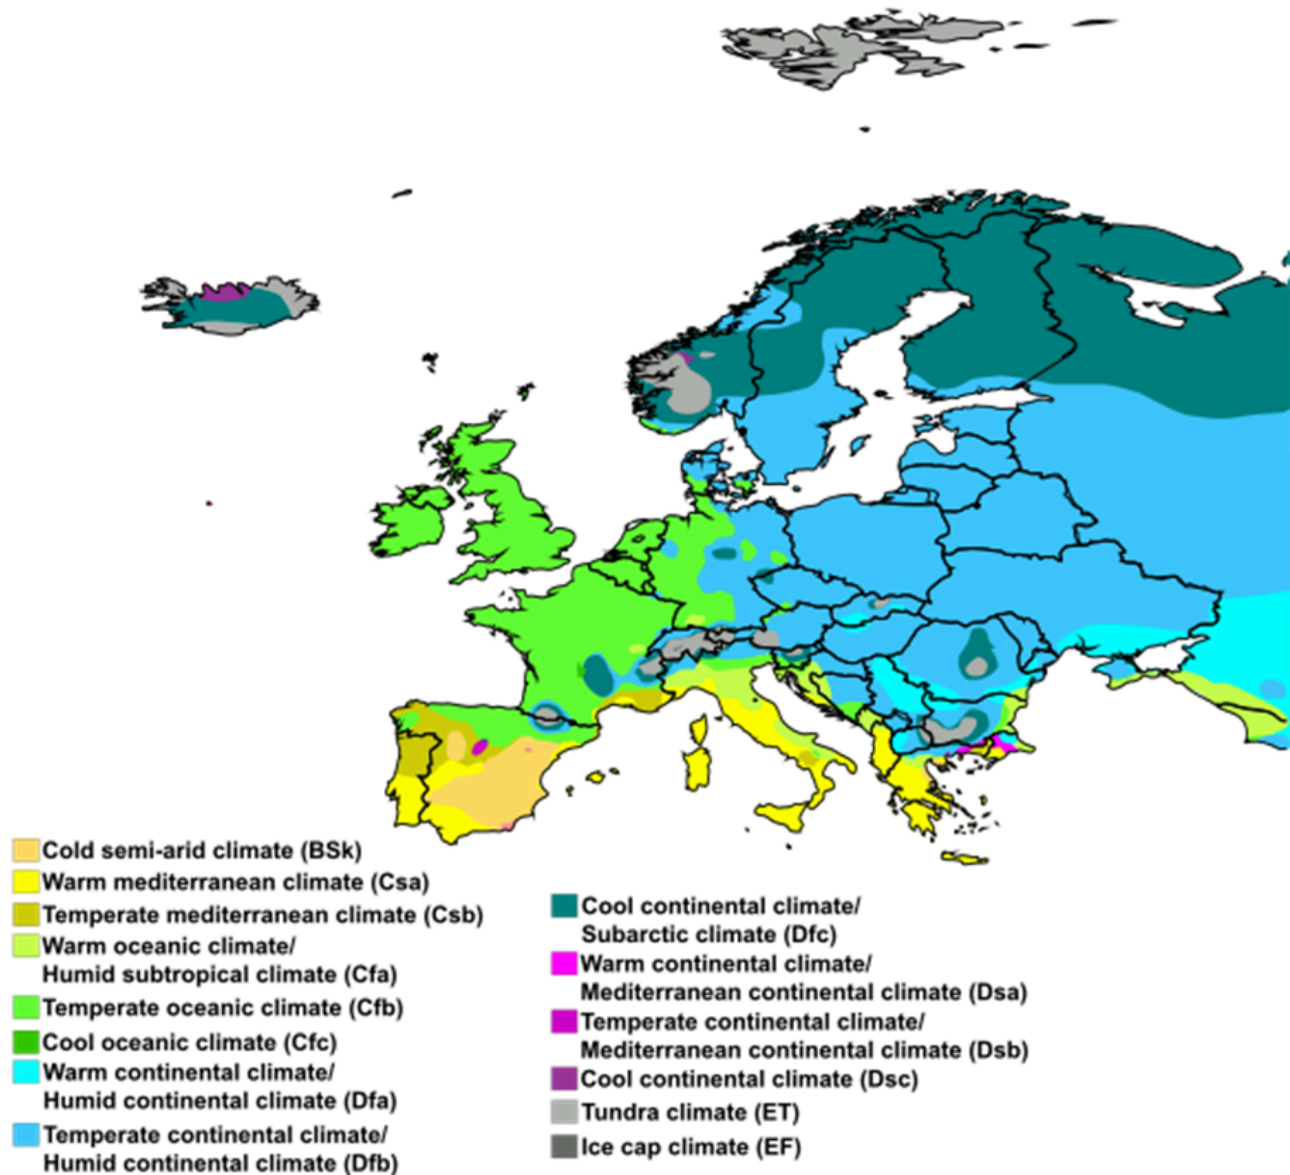 Cold semi-arid climate (BSk)
Warm mediterranean climate (Csa)
Temperate mediterranean climate (Csb)
Warm oceanic climate/
Humid subtropical climate (Cfa)
Temperate oceanic climate (Cfb)
Cool oceanic climate (Cfc)
Warm continental climate/
Humid continental climate (Dfa)
Temperate continental climate/
Humid continental climate (Dfb)
Cool continental climate/
Subarctic climate (Dfc)
Warm continental climate/
Mediterranean continental climate (Dsa)
Temperate continental climate/
Mediterranean continental climate (Dsb)
Cool continental climate (Dsc)
Tundra climate (ET)
Ice cap climate (EF)